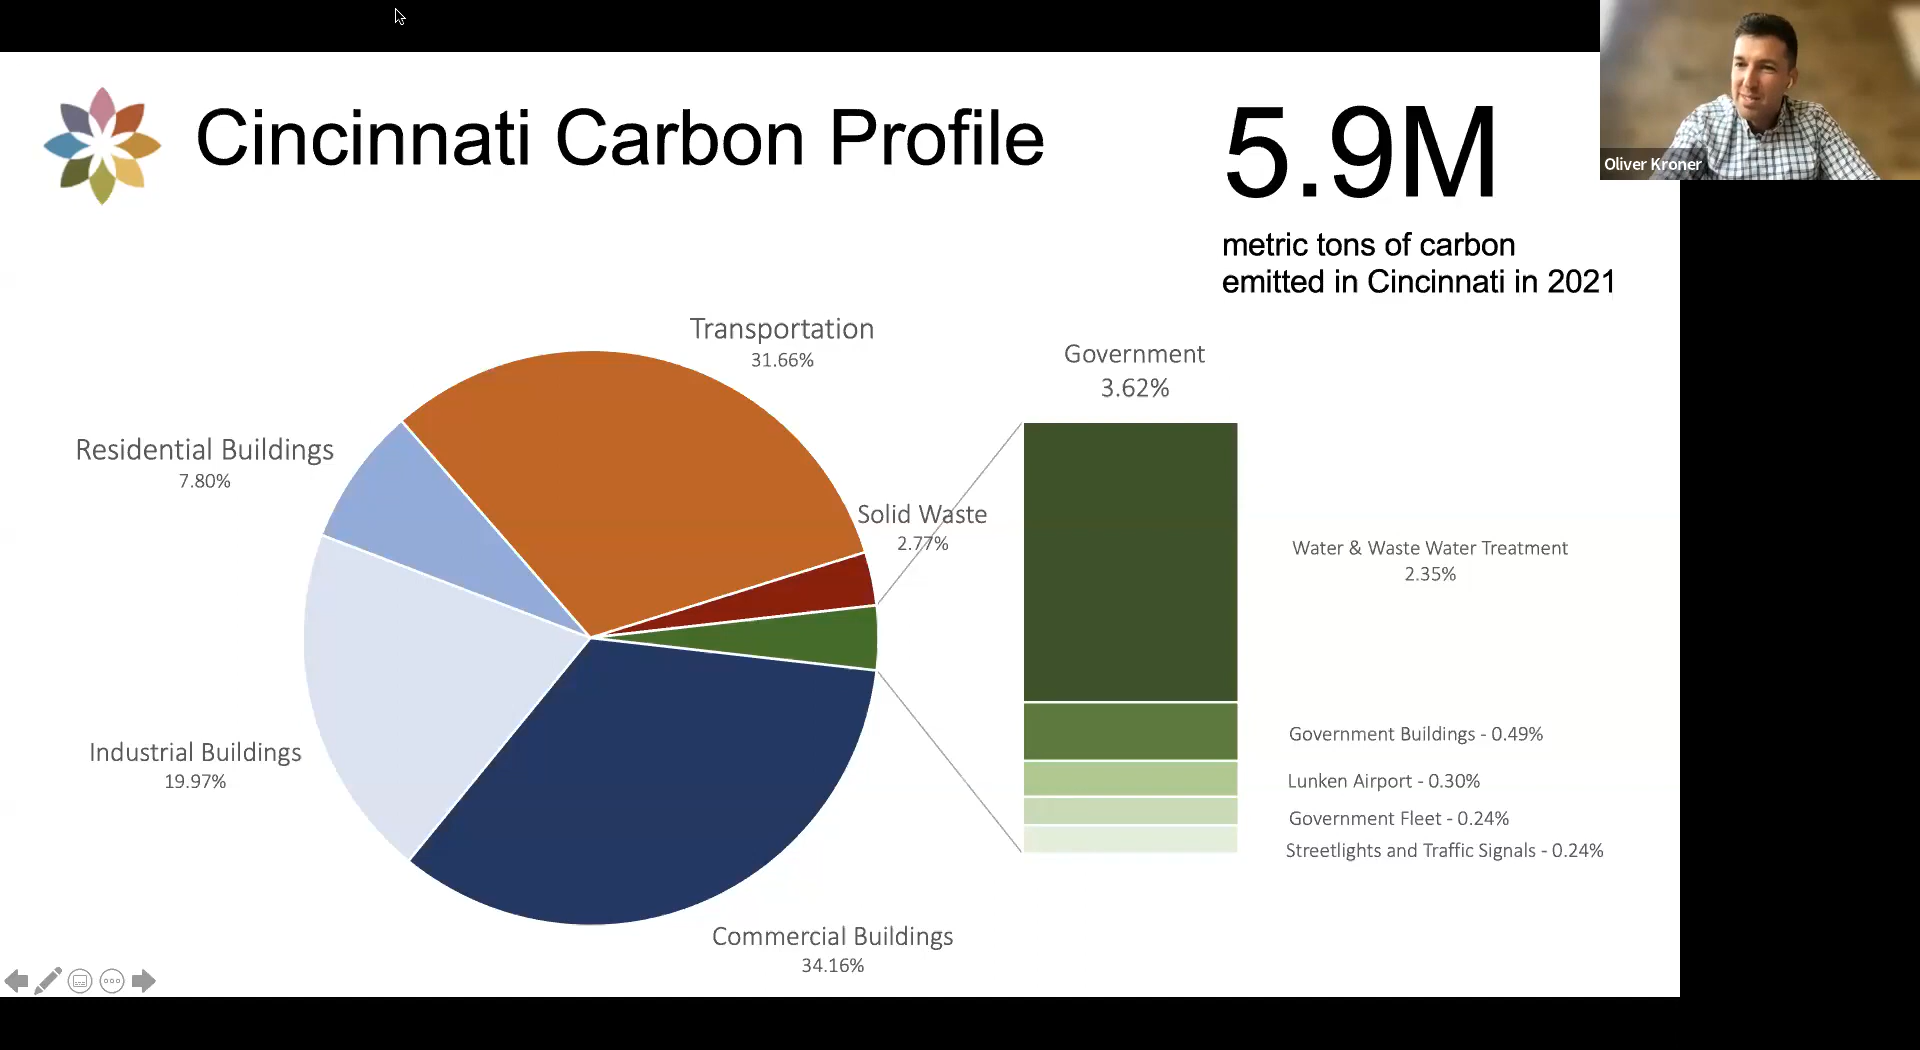 Cincinnati Carbon Profile
5.9M
metric tons of carbon
emitted in Cincinnati in 2021
Oliver Kroner
Transportation
31.66%
Government
3.62%
Residential Buildings
7.80%
Solid Waste
2.77%
Water & Waste Water Treatment
2.35%
Government Buildings - 0.49%
Industrial Buildings
19.97%
Lunken Airport - 0.30%
Government Fleet - 0.24%
Streetlights and Traffic Signals - 0.24%
Commercial Buildings
34.16%